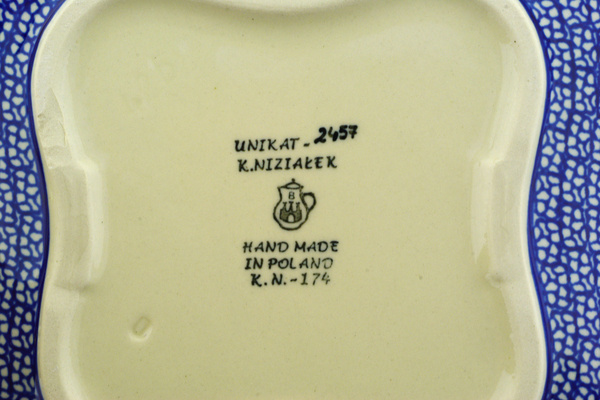 UNIKAT-2457
K.NIZIAŁEK
B
HAND MADE
IN POLAND
K.N.-174